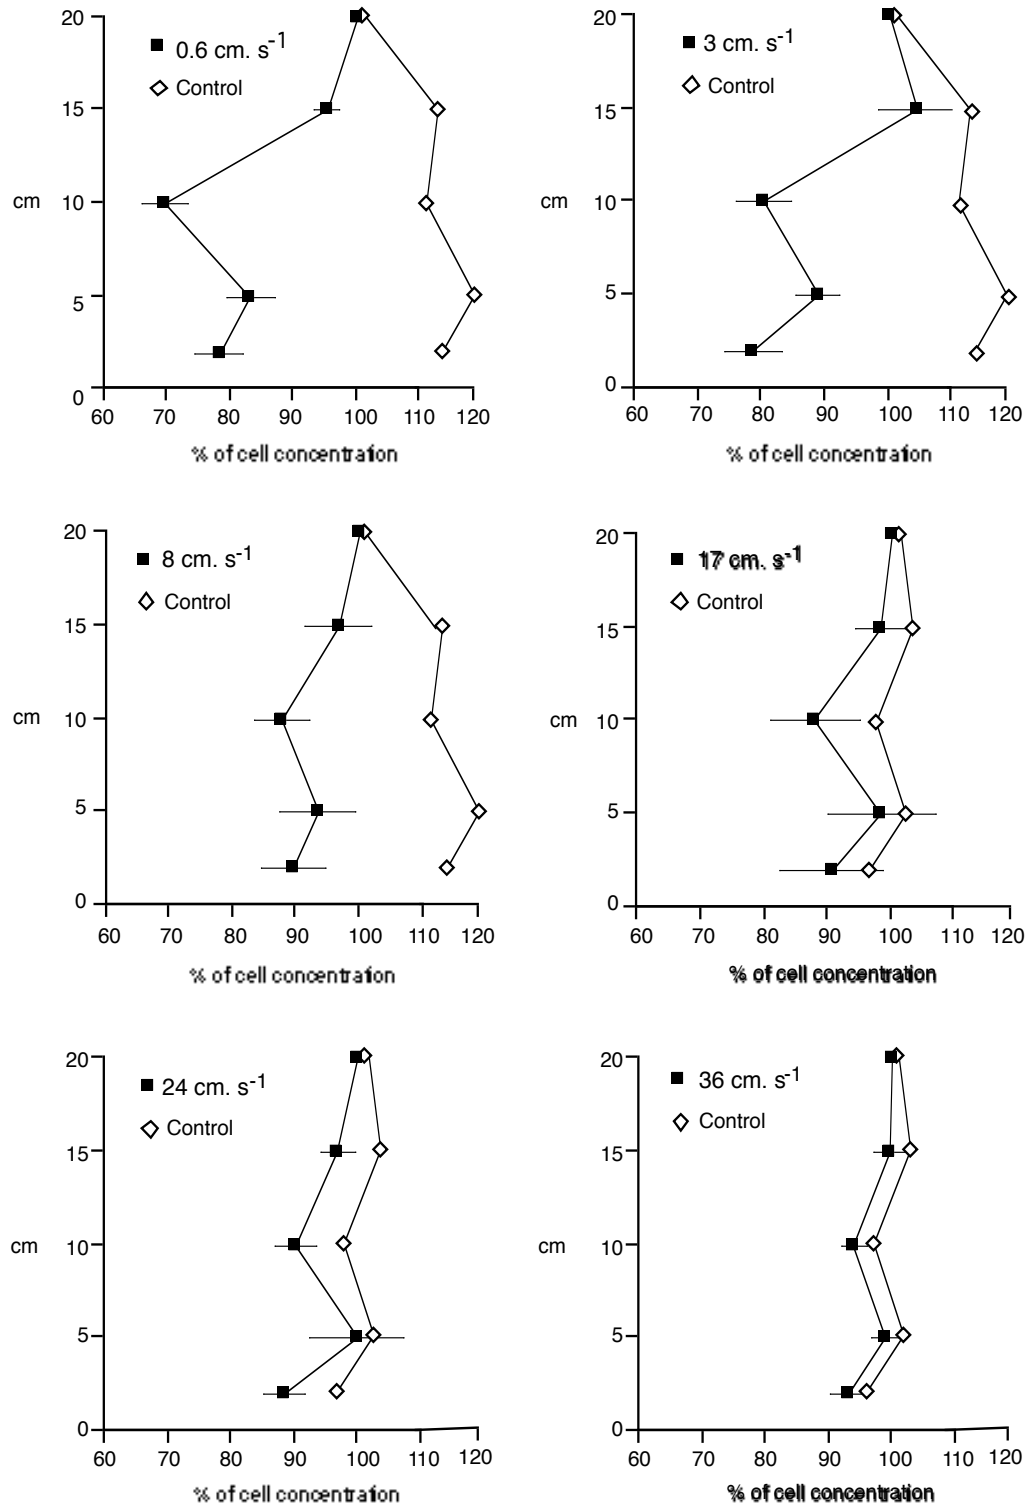 20
0.6 cm. s-1
Control
15
cm
10
5
0
60 70 80 90 100 110 120
% of cell concentration
20
3 cm. s-1
Control
15
cm
10
5
0
60 70 80 90 100 110 120
% of cell concentration
20
8 cm. s-1
Control
15
cm
10
5
0
60 70 80 90 100 110 120
% of cell concentration
20
17 cm. s-1
Control
15
cm
10
5
0
60 70 80 90 100 110 120
% of cell concentration
20
24 cm. s-1
Control
15
cm
10
5
0
60 70 80 90 100 110 120
% of cell concentration
20
36 cm. s-1
Control
15
cm
10
5
0
60 70 80 90 100 110 120
% of cell concentration